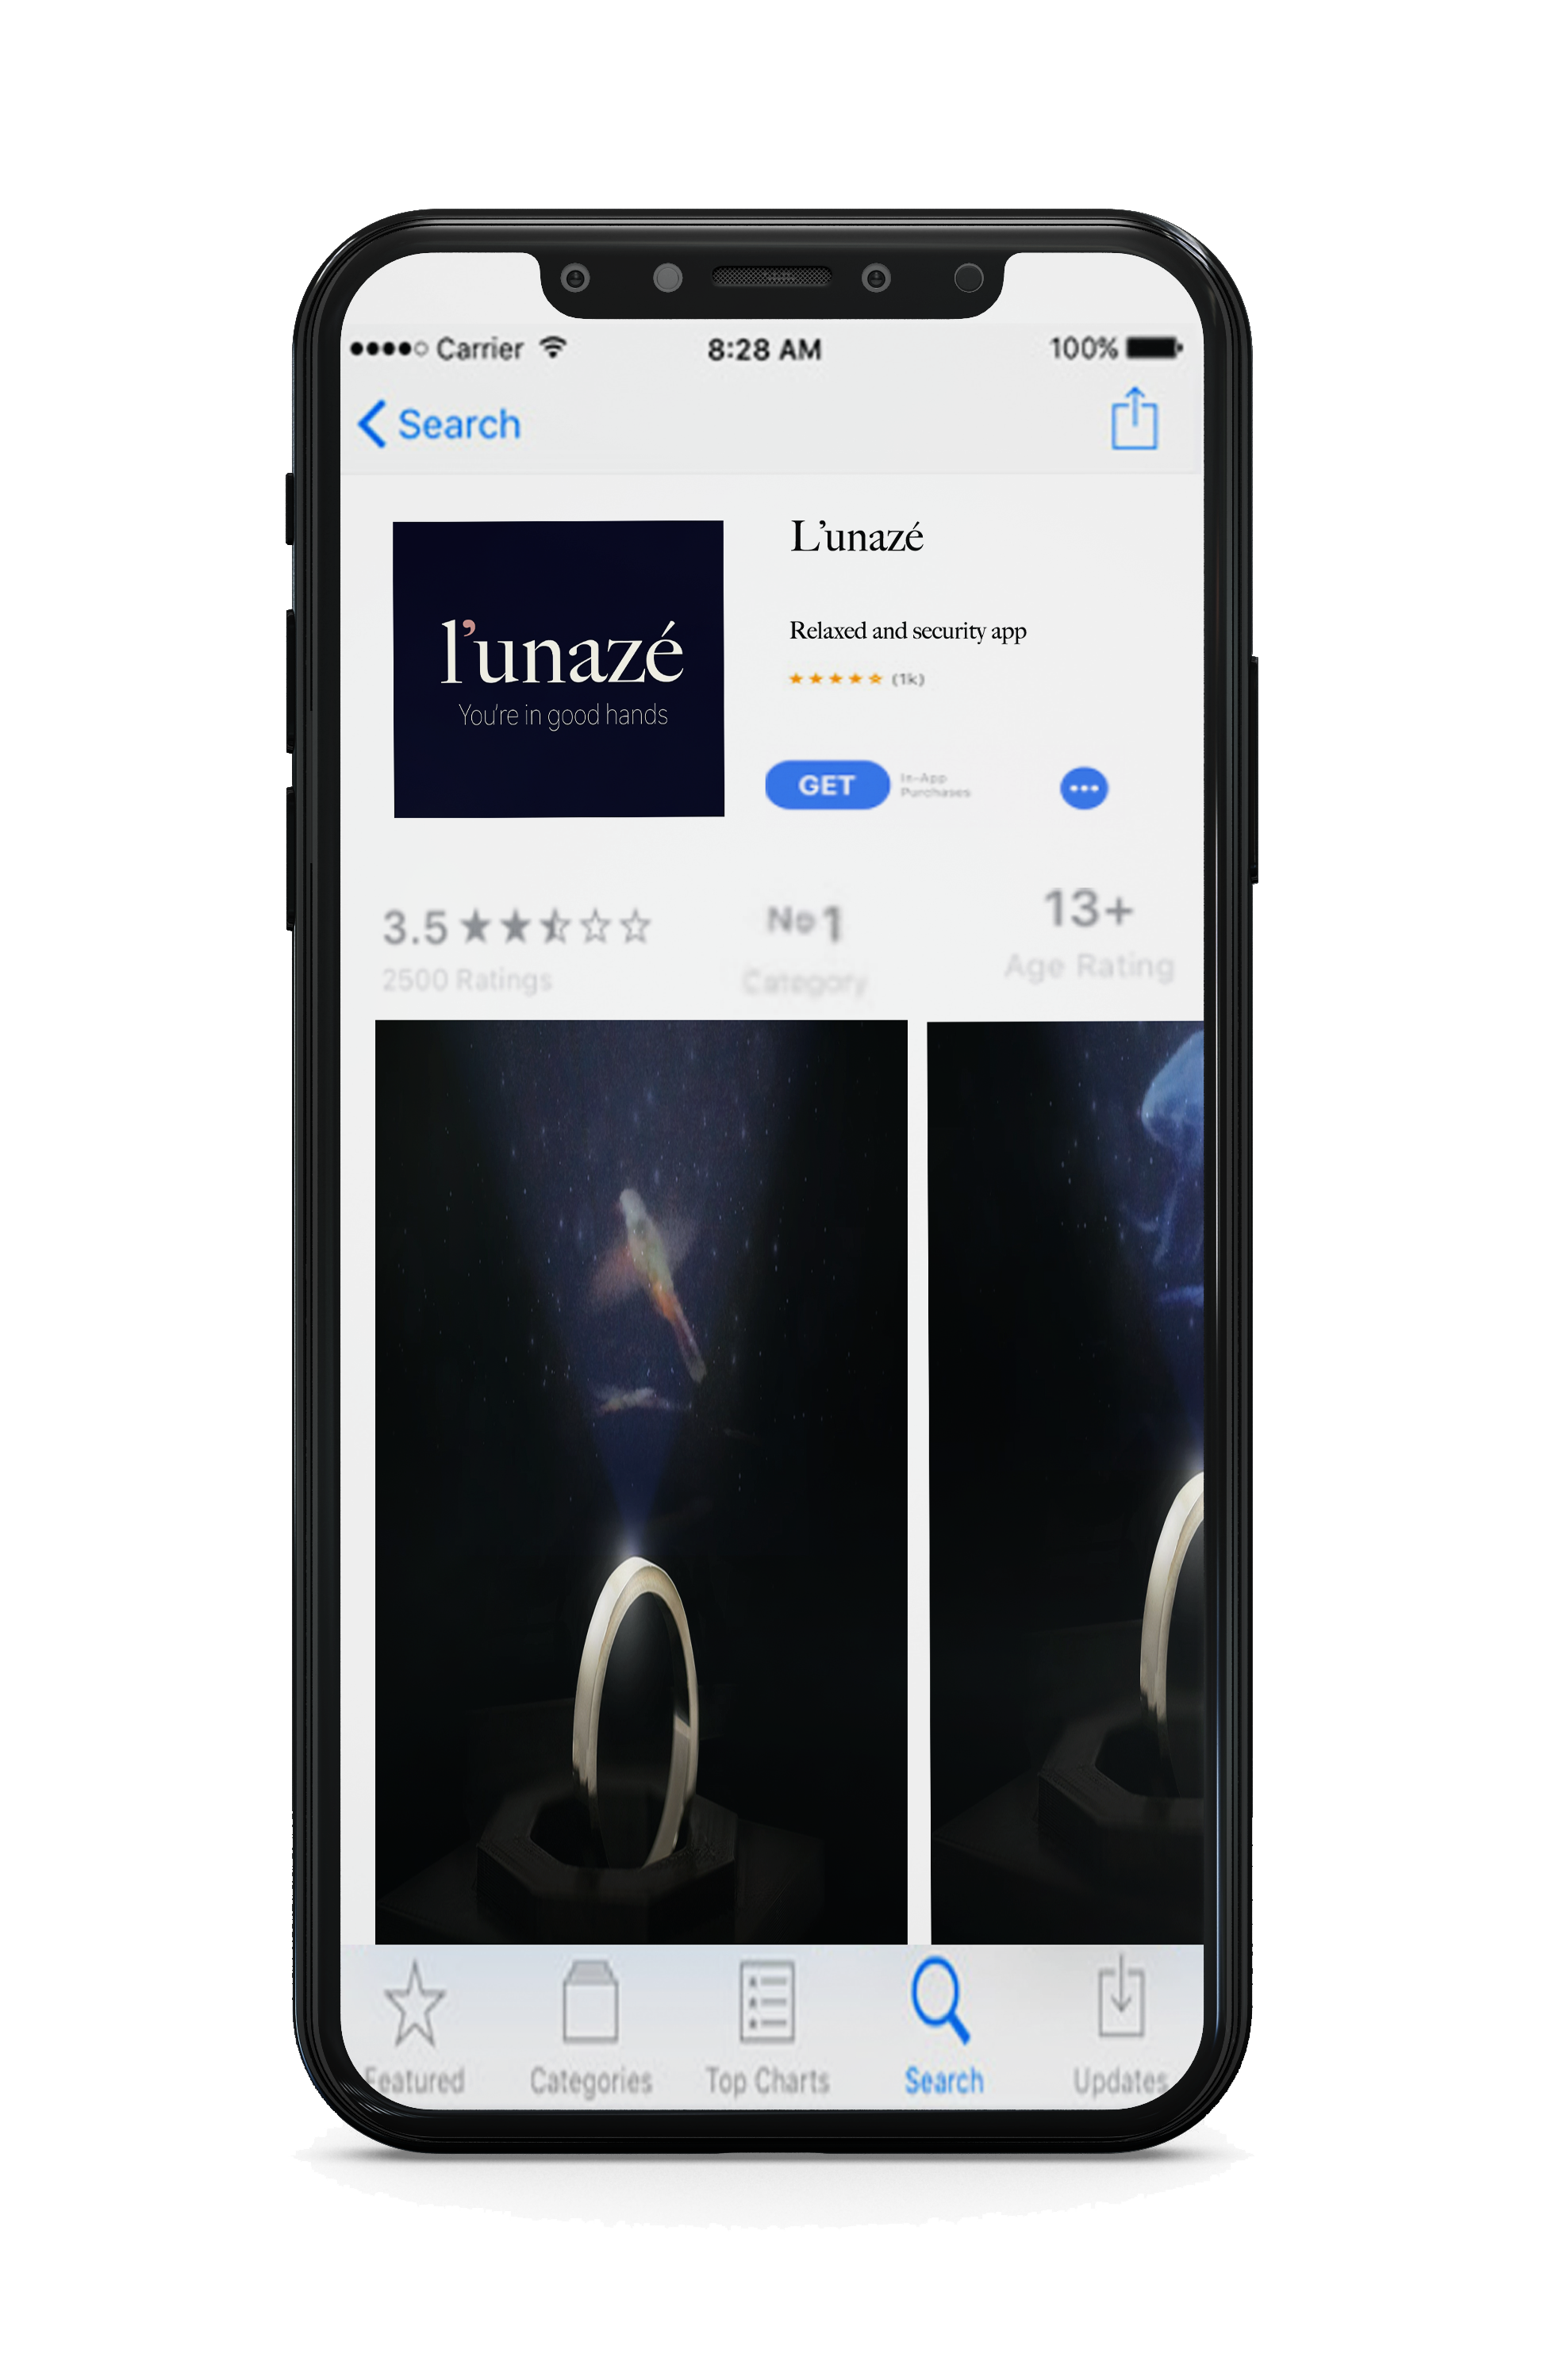 Carrier 8:28 AM 100%
Search
L'unazé
l'unazé
You're in good hands
Relaxed and security app
(1k)
GET
In-App
Purchases
3.5
2500 Ratings
No 1
Category
13+
Age Rating
Featured Categories Top Charts Search Updates